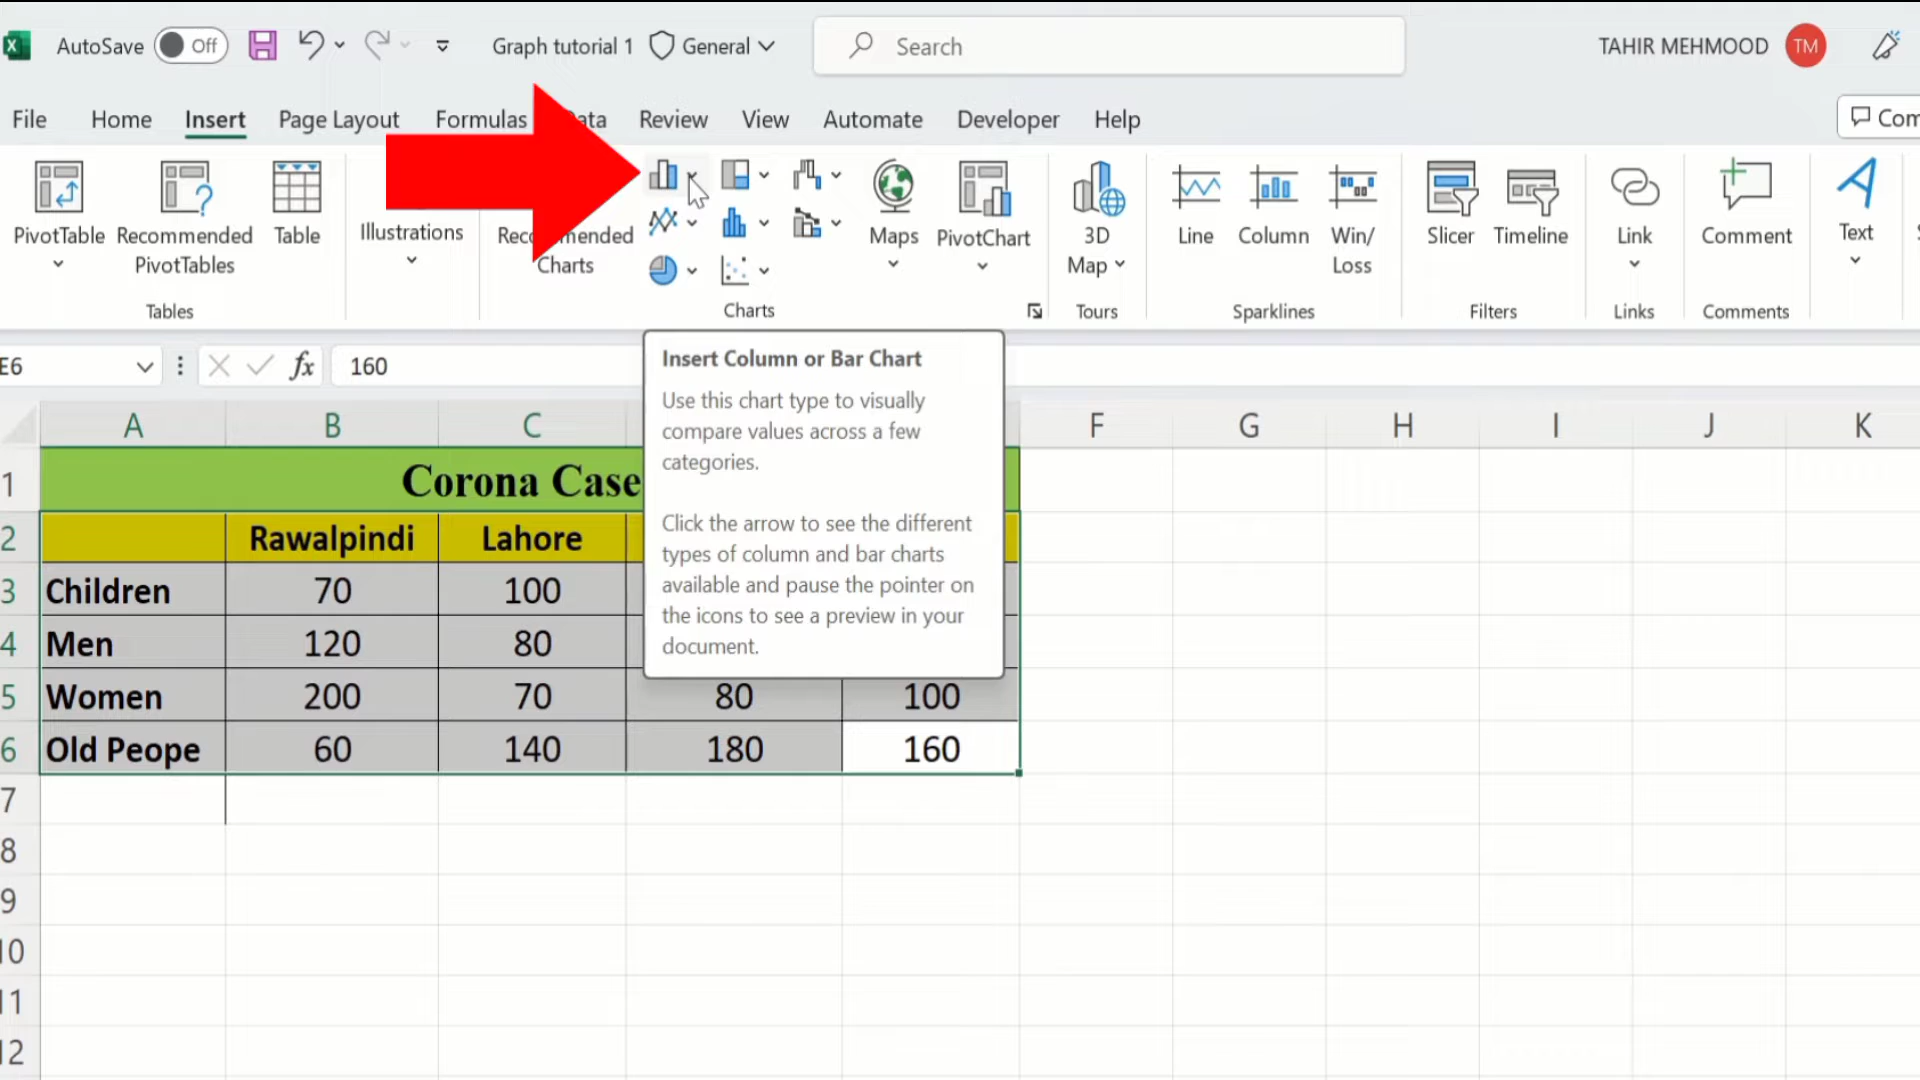 AutoSave Off Graph tutorial 1 General Search TAHIR MEHMOOD TM
File Home Insert Page Layout Formulas Review View Automate Developer Help
PivotTable Recommended PivotTables Table Illustrations Charts Maps PivotChart 3D Map Line Column Win/Loss Slicer Timeline Link Comment Text
Tables Charts Tours Sparklines Filters Links Comments
E6 fx 160
Insert Column or Bar Chart
Use this chart type to visually
compare values across a few
categories.
Click the arrow to see the different
types of column and bar charts
available and pause the pointer on
the icons to see a preview in your
document.
A B C F G H I J K
1 Corona Case
2 Rawalpindi Lahore
3 Children 70 100
4 Men 120 80
5 Women 200 70 80 100
6 Old Peope 60 140 180 160
7
8
9
10
11
12